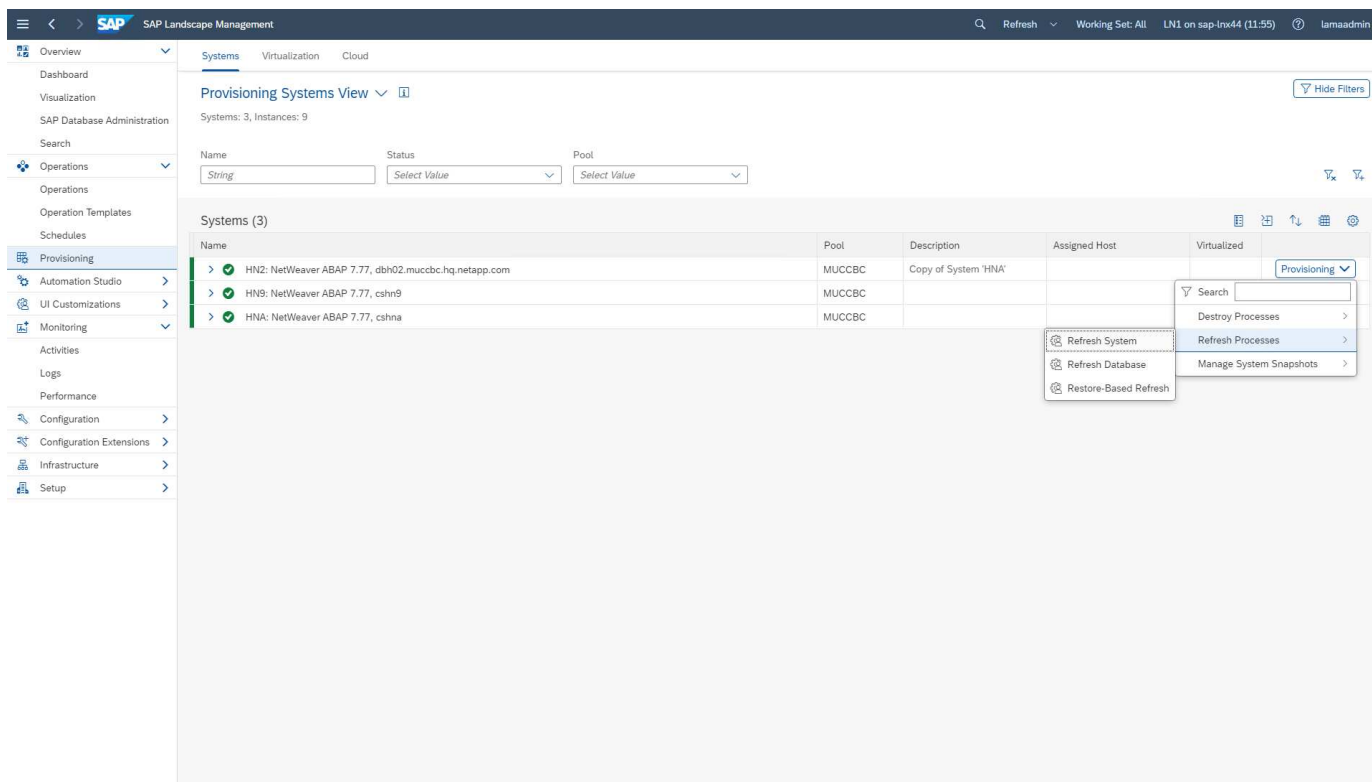 SAP SAP Landscape Management Refresh Working Set: All LN1 on sap-lnx44 (11:55) lamaadmin
Overview
Dashboard
Visualization
SAP Database Administration
Search
Operations
Operations
Operation Templates
Schedules
Provisioning
Automation Studio
UI Customizations
Monitoring
Activities
Logs
Performance
Configuration
Configuration Extensions
Infrastructure
Setup
Systems Virtualization Cloud
Provisioning Systems View Hide Filters
Systems: 3, Instances: 9
Name Status Pool
String Select Value Select Value
Systems (3)
Name Pool Description Assigned Host Virtualized
HN2: NetWeaver ABAP 7.77, dbh02.muccbc.hq.netapp.com MUCCBC Copy of System 'HNA' Provisioning
HN9: NetWeaver ABAP 7.77, cshn9 MUCCBC
HNA: NetWeaver ABAP 7.77, cshna MUCCBC
Search
Destroy Processes
Refresh Processes
Manage System Snapshots
Refresh System
Refresh Database
Restore-Based Refresh